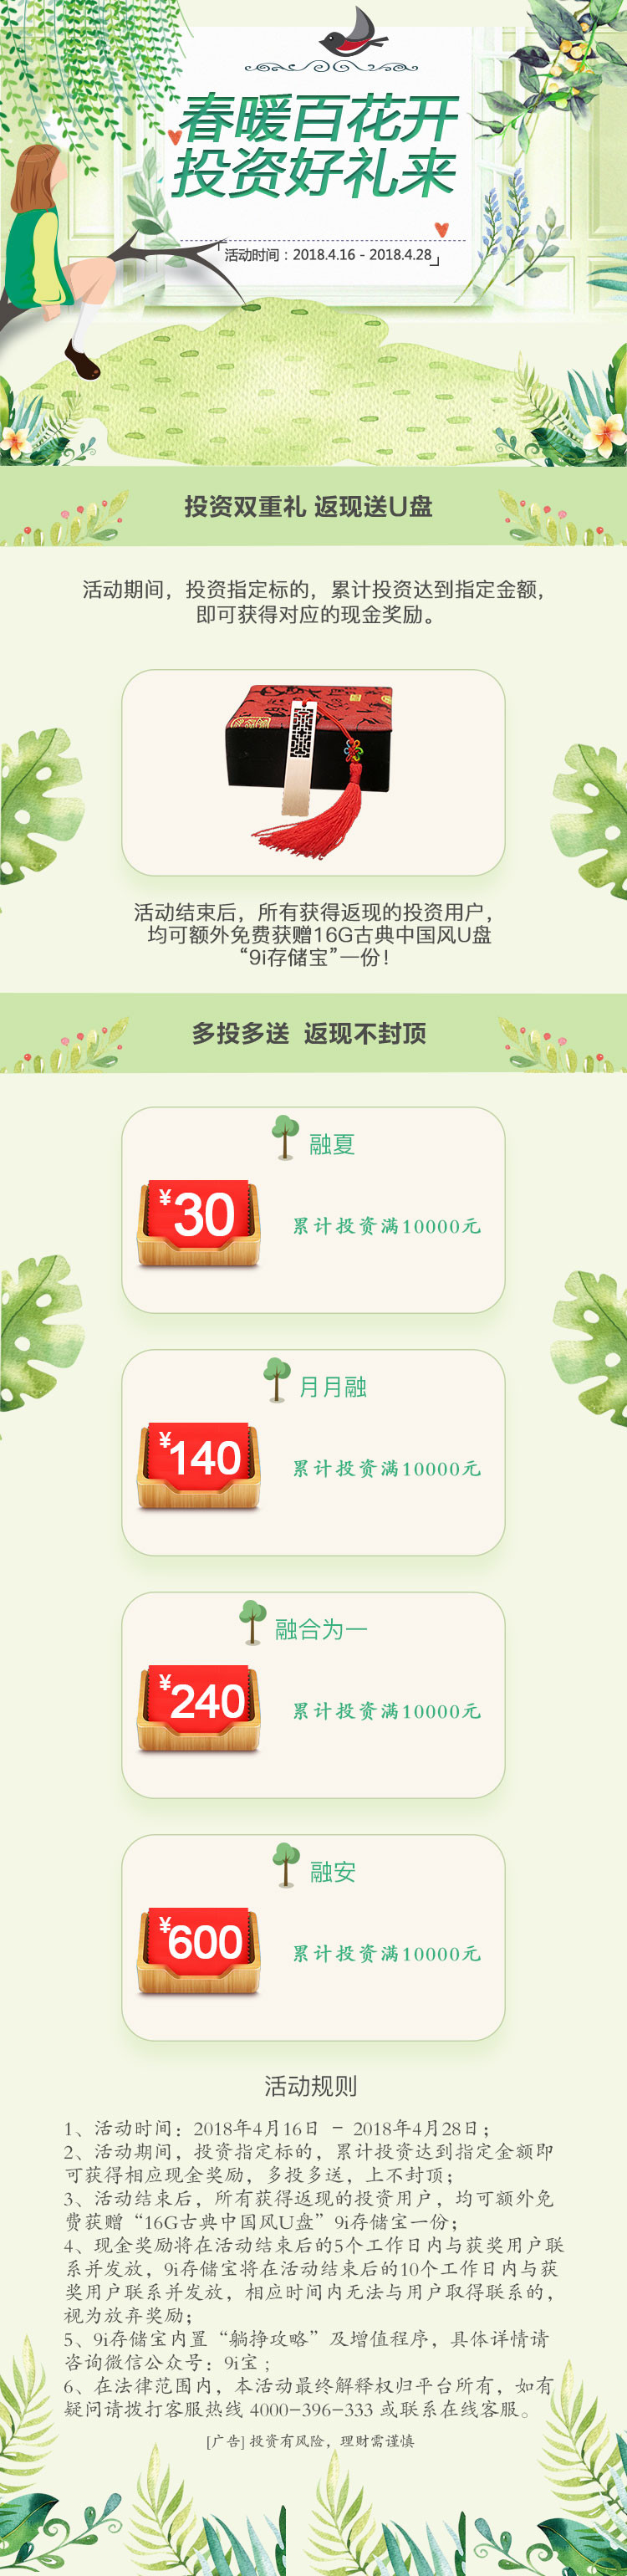 春暖百花开
投资好礼来
「活动时间：2018.4.16 - 2018.4.28」
投资双重礼 返现送U盘
活动期间，投资指定标的，累计投资达到指定金额，
即可获得对应的现金奖励。
活动结束后，所有获得返现的投资用户，
均可额外免费获赠16G古典中国风U盘
“9i存储宝”一份！
多投多送 返现不封顶
融夏
¥30
累计投资满10000元
月月融
¥140
累计投资满10000元
融合为一
¥240
累计投资满10000元
融安
¥600
累计投资满10000元
活动规则
1、活动时间：2018年4月16日 - 2018年4月28日；
2、活动期间，投资指定标的，累计投资达到指定金额即
可获得相应现金奖励，多投多送，上不封顶；
3、活动结束后，所有获得返现的投资用户，均可额外免
费获赠“16G古典中国风U盘”9i存储宝一份；
4、现金奖励将在活动结束后的5个工作日内与获奖用户联
系并发放，9i存储宝将在活动结束后的10个工作日内与获
奖用户联系并发放，相应时间内无法与用户取得联系的，
视为放弃奖励；
5、9i存储宝内置“躺挣攻略”及增值程序，具体详情请
咨询微信公众号：9i宝；
6、在法律范围内，本活动最终解释权归平台所有，如有
疑问请拨打客服热线 4000-396-333 或联系在线客服。
[广告] 投资有风险，理财需谨慎